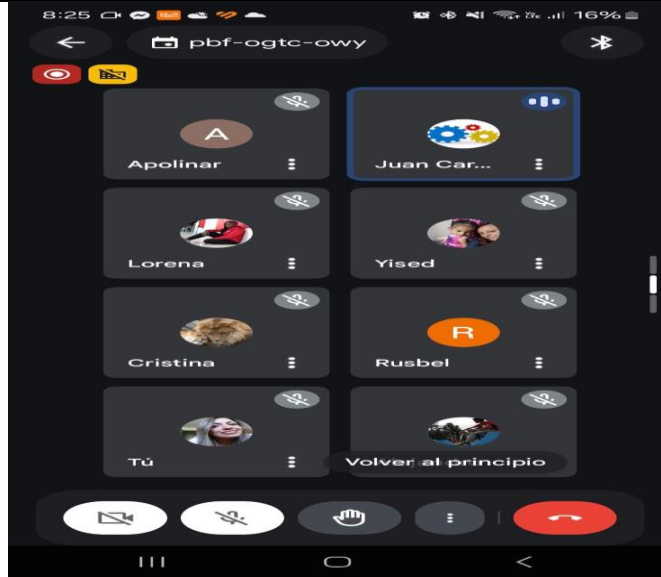 8:25
16%
pbf-ogtc-owy
A
Apolinar
Juan Car...
Lorena
Yised
Cristina
R
Rusbel
Tú
Volver al principio